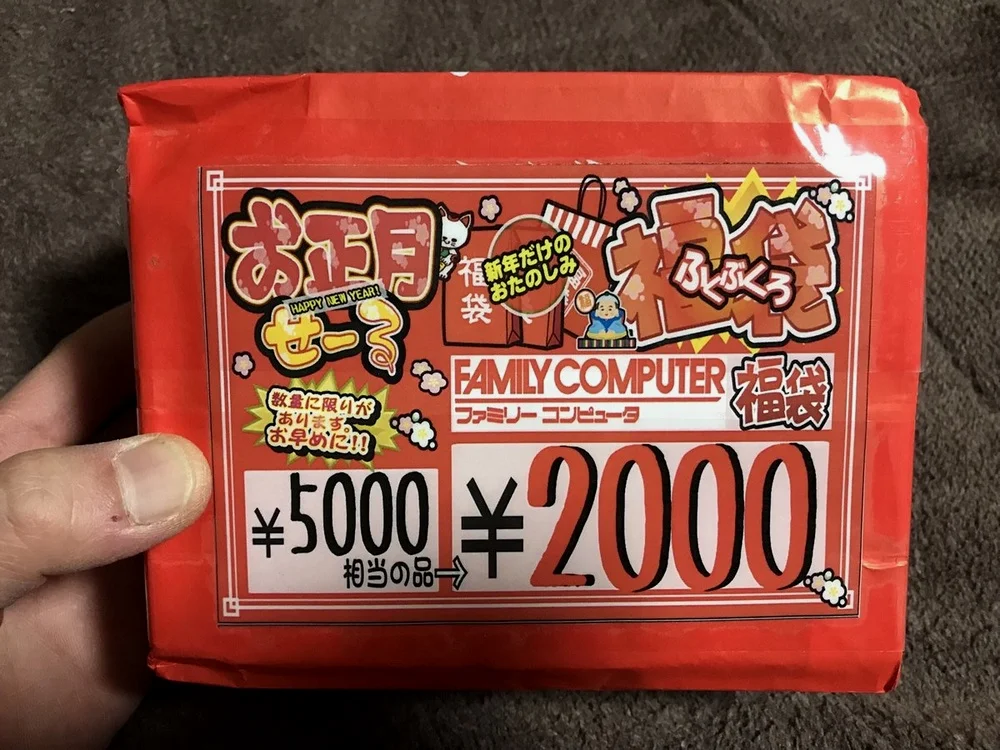 お正月
HAPPY NEW YEAR!
せーる
福袋
新年だけの
おたのしみ
福袋
ふくぶくろ
数量に限りが
あります。
お早めに!!
FAMILY COMPUTER
ファミリー コンピュータ
福袋
¥5000
相当の品→
¥2000